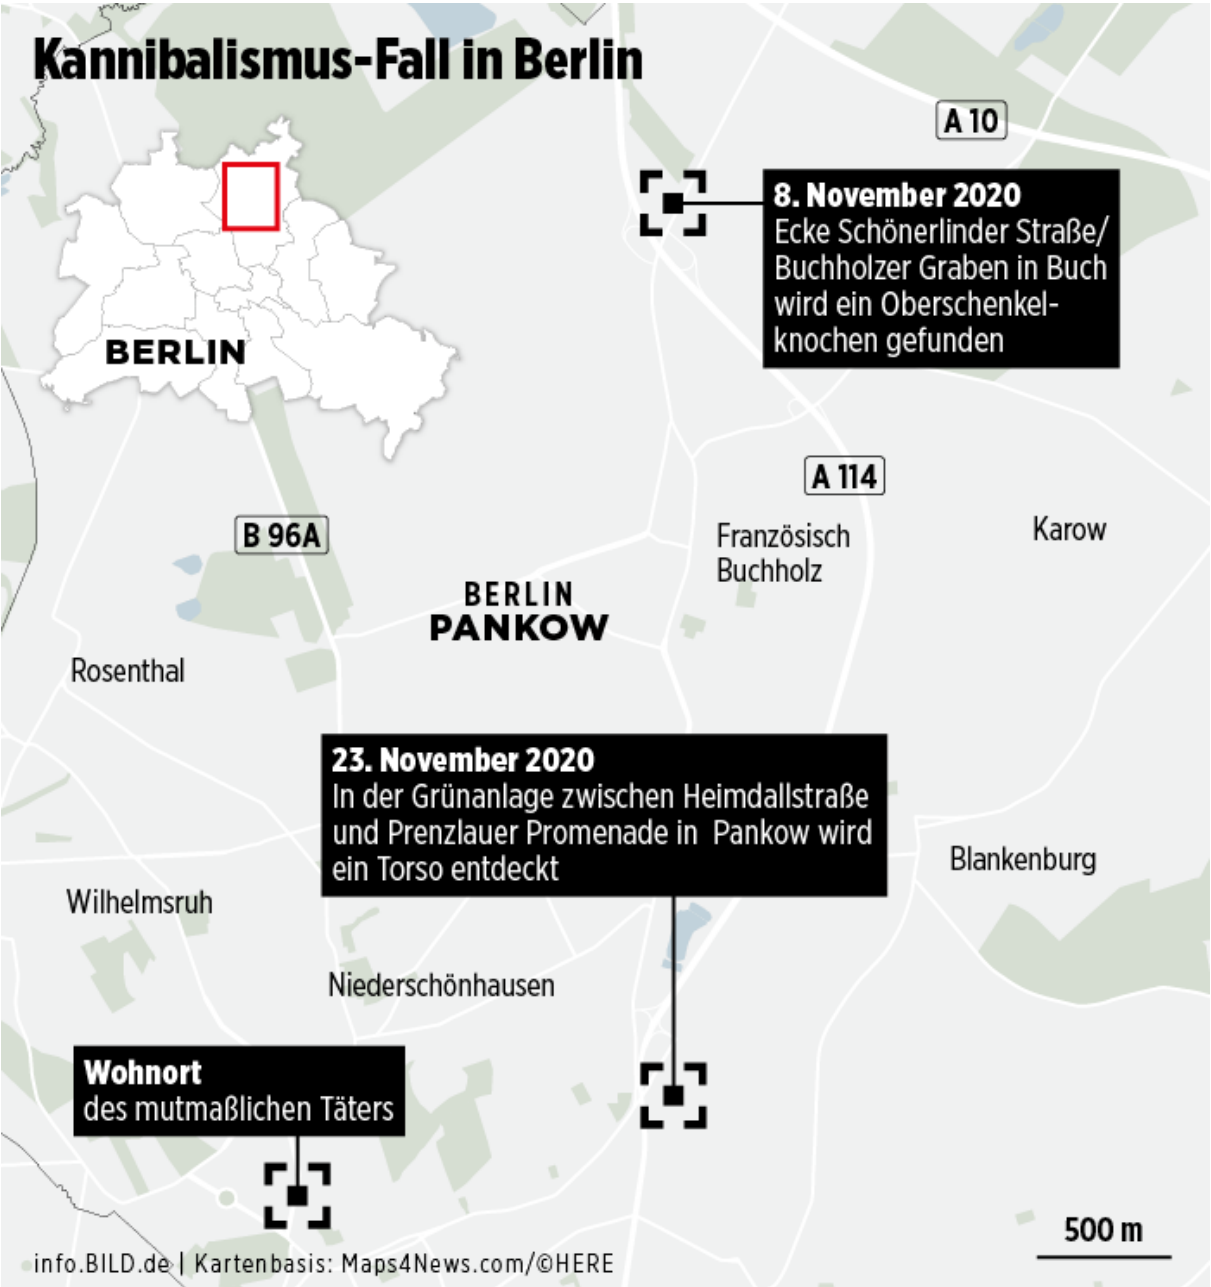 Kannibalismus-Fall in Berlin
A 10
8. November 2020
Ecke Schönerlinder Straße/
Buchholzer Graben in Buch
wird ein Oberschenkel-
knochen gefunden
BERLIN
A 114
B 96A
Französisch
Buchholz
Karow
BERLIN
PANKOW
Rosenthal
23. November 2020
In der Grünanlage zwischen Heimdallstraße
und Prenzlauer Promenade in Pankow wird
ein Torso entdeckt
Blankenburg
Wilhelmsruh
Niederschönhausen
Wohnort
des mutmaßlichen Täters
500 m
info.BILD.de | Kartenbasis: Maps4News.com/©HERE